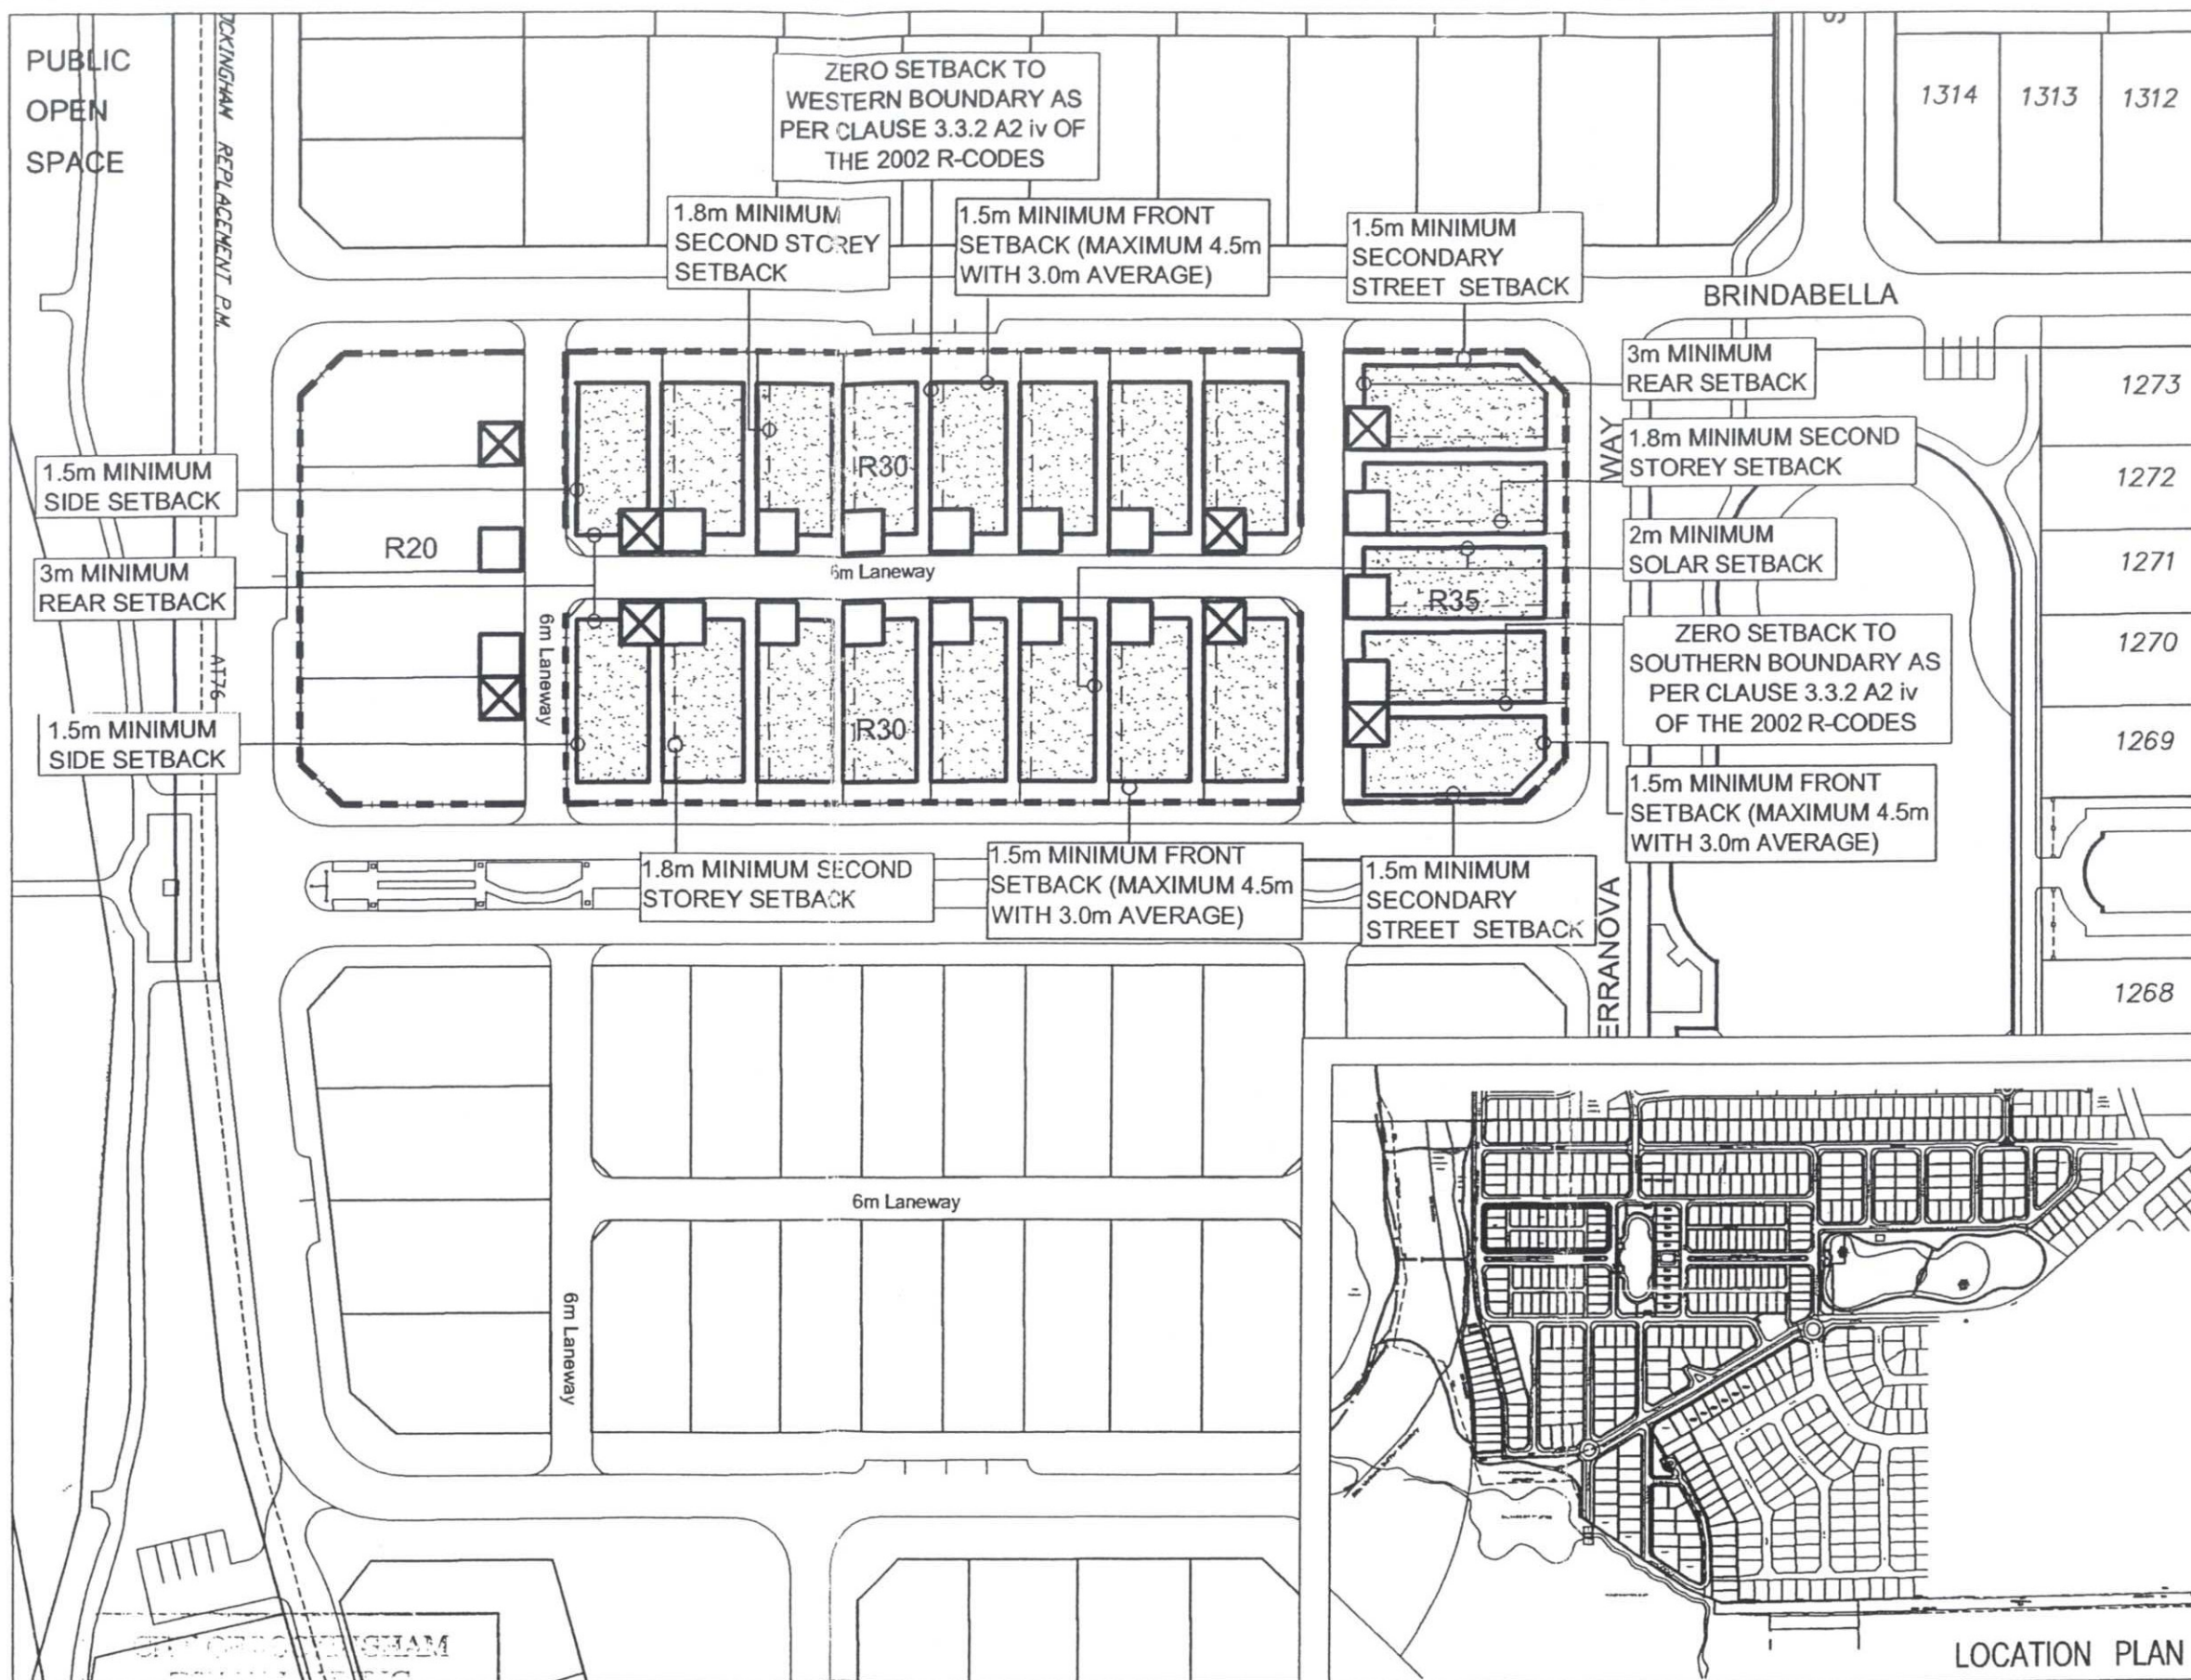 PUBLIC
OPEN
SPACE
REPLACEMENT P.M.
ZERO SETBACK TO
WESTERN BOUNDARY AS
PER CLAUSE 3.3.2 A2 iv OF
THE 2002 R-CODES
1314
1313
1312
1.8m MINIMUM
SECOND STOREY
SETBACK
1.5m MINIMUM FRONT
SETBACK (MAXIMUM 4.5m
WITH 3.0m AVERAGE)
1.5m MINIMUM
SECONDARY
STREET SETBACK
BRINDABELLA
3m MINIMUM
REAR SETBACK
1273
WAY
1.8m MINIMUM SECOND
STOREY SETBACK
1272
1.5m MINIMUM
SIDE SETBACK
R30
R20
2m MINIMUM
SOLAR SETBACK
1271
3m MINIMUM
REAR SETBACK
6m Laneway
R35
6m Laneway
ZERO SETBACK TO
SOUTHERN BOUNDARY AS
PER CLAUSE 3.3.2 A2 iv
OF THE 2002 R-CODES
1270
A176
1.5m MINIMUM
SIDE SETBACK
R30
1269
1.5m MINIMUM FRONT
SETBACK (MAXIMUM 4.5m
WITH 3.0m AVERAGE)
1.8m MINIMUM SECOND
STOREY SETBACK
1.5m MINIMUM FRONT
SETBACK (MAXIMUM 4.5m
WITH 3.0m AVERAGE)
1.5m MINIMUM
SECONDARY
STREET SETBACK
ERRANOVA
1268
6m Laneway
6m Laneway
LOCATION PLAN